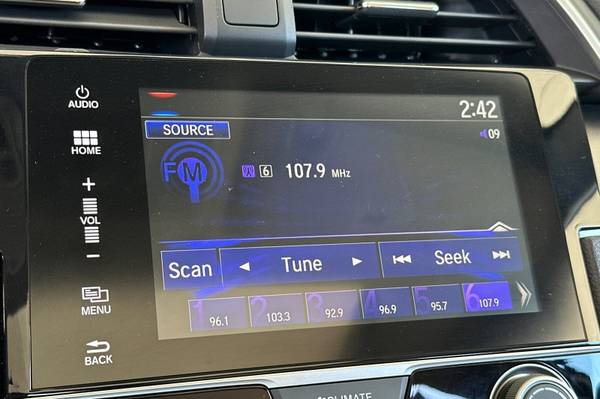 AUDIO
HOME
+
VOL
−
MENU
BACK
2:42
SOURCE
09
FM
6 107.9 MHz
Scan Tune Seek
1 96.1 2 103.3 3 92.9 4 96.9 5 95.7 6 107.9
CLIMATE